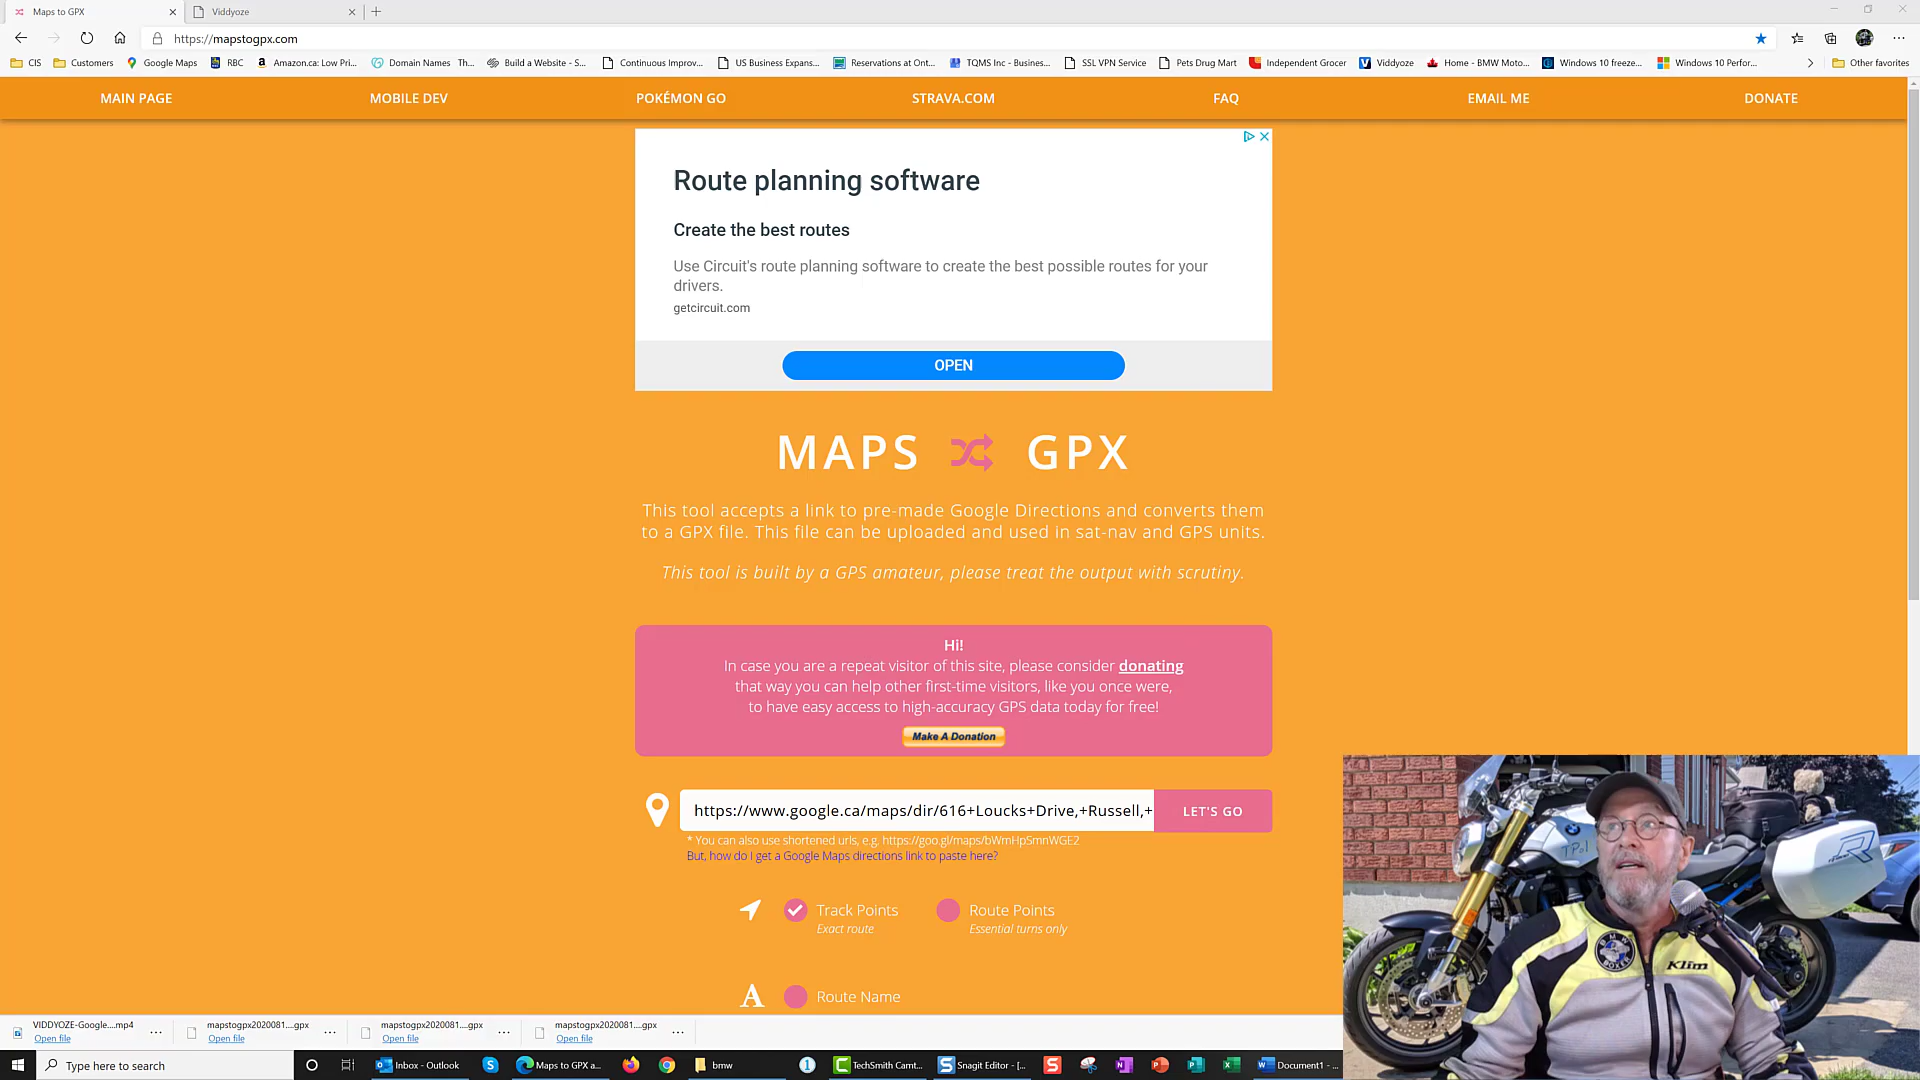 Maps to GPX
Viddyoze
https://mapstogpx.com
CIS
Customers
Google Maps
RBC
Amazon.ca: Low Pri...
Domain Names Th...
Build a Website - S...
Continuous Improv...
US Business Expans...
Reservations at Ont...
TQMS Inc - Busines...
SSL VPN Service
Pets Drug Mart
Independent Grocer
Viddyoze
Home - BMW Moto...
Windows 10 freeze...
Windows 10 Perfor...
Other favorites
MAIN PAGE
MOBILE DEV
POKÉMON GO
STRAVA.COM
FAQ
EMAIL ME
DONATE
Route planning software
Create the best routes
Use Circuit's route planning software to create the best possible routes for your
drivers.
getcircuit.com
OPEN
MAPS GPX
This tool accepts a link to pre-made Google Directions and converts them
to a GPX file. This file can be uploaded and used in sat-nav and GPS units.
This tool is built by a GPS amateur, please treat the output with scrutiny.
Hi!
In case you are a repeat visitor of this site, please consider donating
that way you can help other first-time visitors, like you once were,
to have easy access to high-accuracy GPS data today for free!
Make A Donation
https://www.google.ca/maps/dir/616+Loucks+Drive,+Russell,+
LET'S GO
* You can also use shortened urls, e.g. https://goo.gl/maps/bWmHpSmnWGE2
But, how do I get a Google Maps directions link to paste here?
Track Points
Exact route
Route Points
Essential turns only
A
Route Name
VIDDYOZE-Google....mp4
Open file
mapstogpx2020081....gpx
Open file
mapstogpx2020081....gpx
Open file
mapstogpx2020081....gpx
Open file
Type here to search
Inbox - Outlook
Maps to GPX a...
bmw
TechSmith Camt...
Snagit Editor - [...
Document1 - ...
Klim